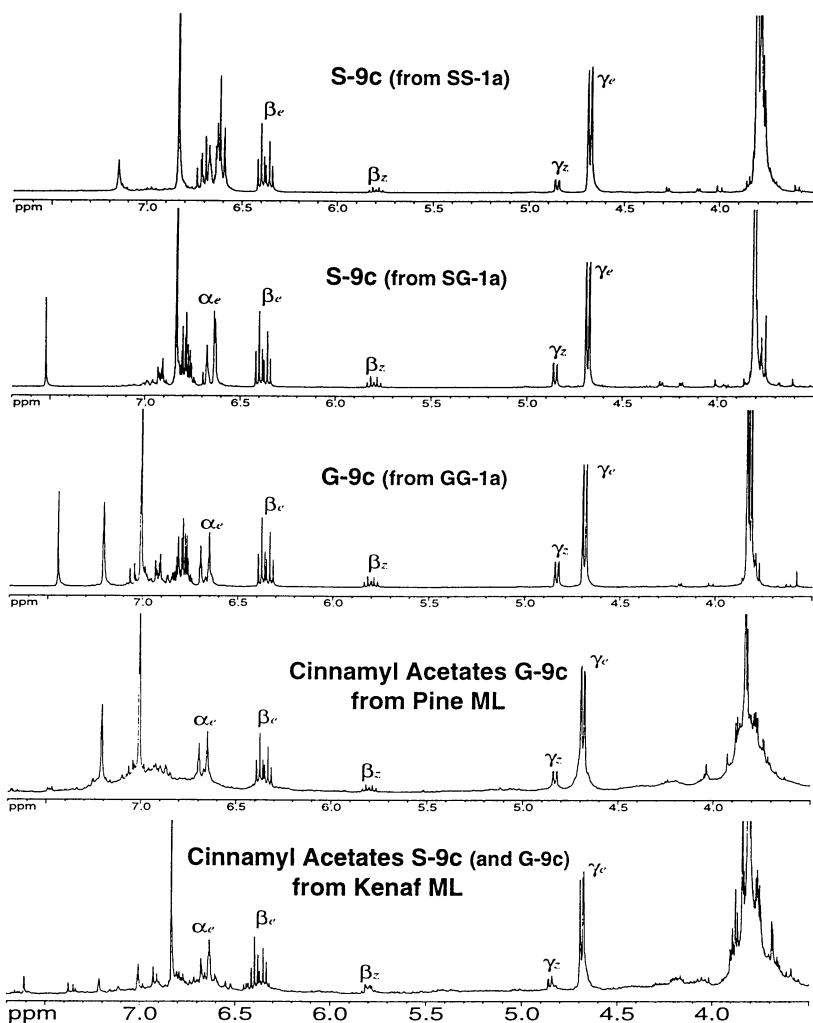 S-9c (from SS-1a)
βe
βz
γz
γe
ppm 7.0 6.5 6.0 5.5 5.0 4.5 4.0
S-9c (from SG-1a)
αe
βe
βz
γz
γe
ppm 7.0 6.5 6.0 5.5 5.0 4.5 4.0
G-9c (from GG-1a)
αe
βe
βz
γz
γe
ppm 7.0 6.5 6.0 5.5 5.0 4.5 4.0
Cinnamyl Acetates G-9c
from Pine ML
αe
βe
βz
γz
γe
ppm 7.0 6.5 6.0 5.5 5.0 4.5 4.0
Cinnamyl Acetates S-9c (and G-9c)
from Kenaf ML
αe
βe
βz
γz
γe
ppm 7.0 6.5 6.0 5.5 5.0 4.5 4.0